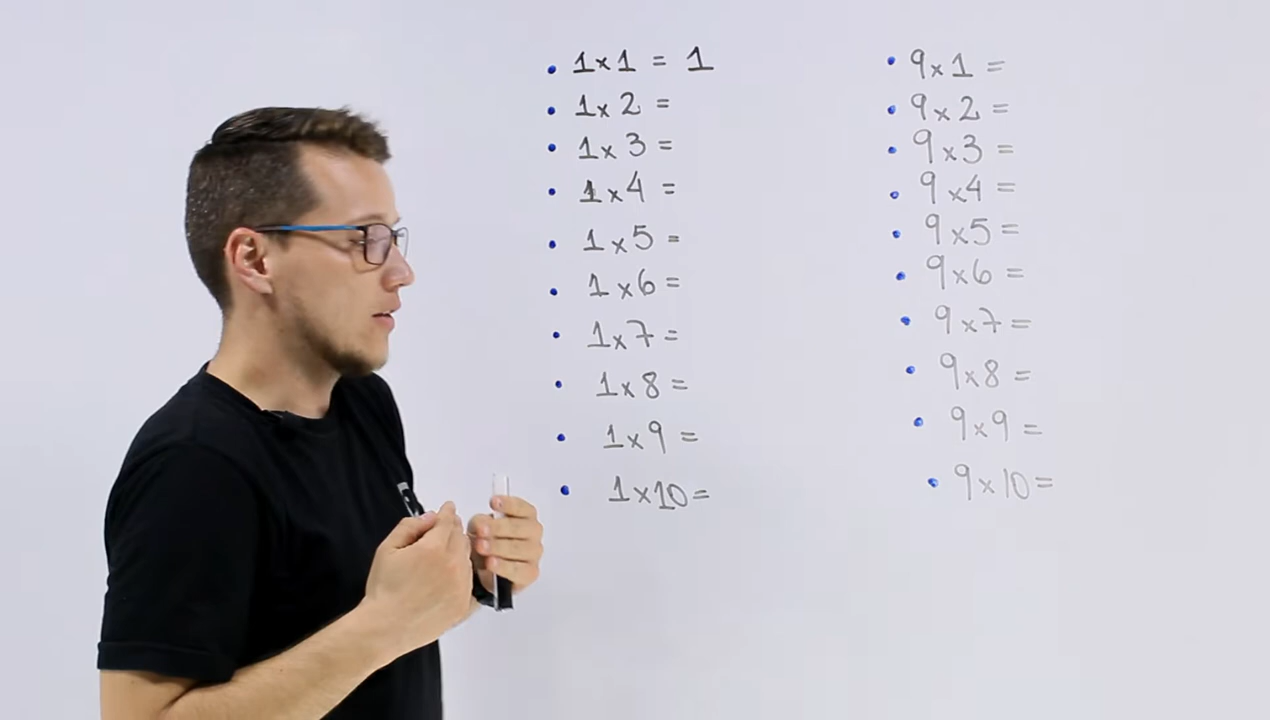 • 1x1 = 1
• 1x2 =
• 1x3 =
• 1x4 =
• 1x5 =
• 1x6 =
• 1x7 =
• 1x8 =
• 1x9 =
• 1x10 =
• 9x1 =
• 9x2 =
• 9x3 =
• 9x4 =
• 9x5 =
• 9x6 =
• 9x7 =
• 9x8 =
• 9x9 =
• 9x10 =